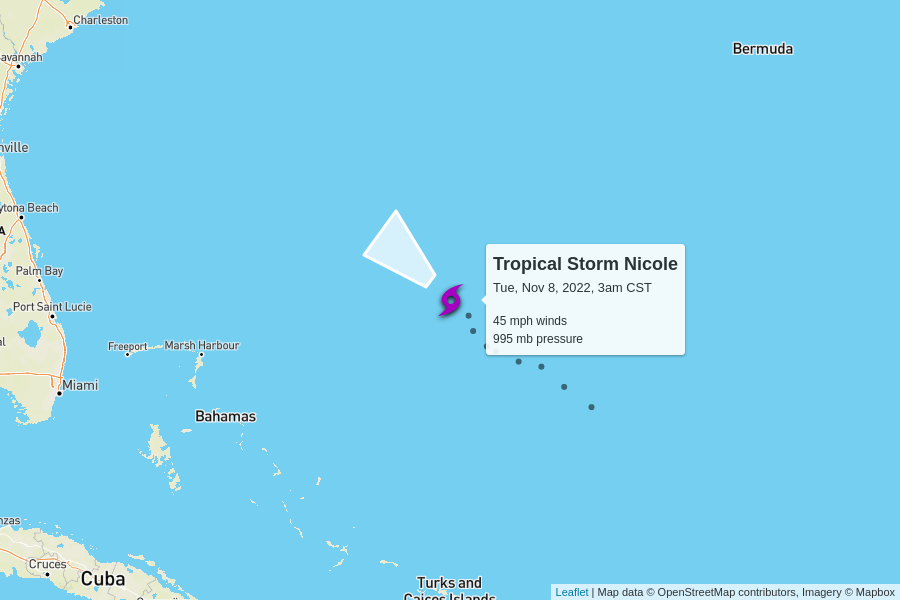 Charleston
Bermuda
avannah
nville
ytona Beach
A
Palm Bay
Port Saint Lucie
al
Freeport
Marsh Harbour
Miami
Bahamas
Tropical Storm Nicole
Tue, Nov 8, 2022, 3am CST
45 mph winds
995 mb pressure
nzas
Cruces
Cuba
Turks and
Caicos Islands
Leaflet | Map data © OpenStreetMap contributors, Imagery © Mapbox